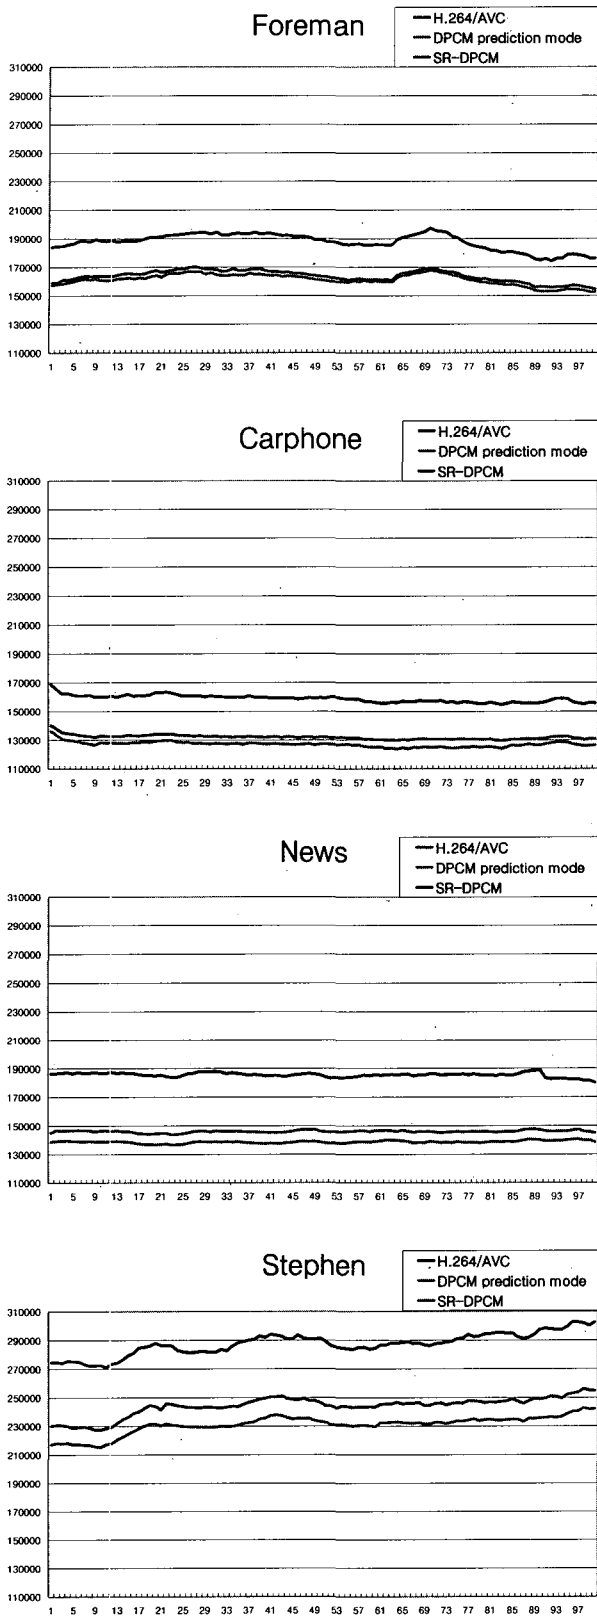 Foreman
H.264/AVC
DPCM prediction mode
SR-DPCM
310000
290000
270000
250000
230000
210000
190000
170000
150000
130000
110000
1 5 9 13 17 21 25 29 33 37 41 45 49 53 57 61 65 69 73 77 81 85 89 93 97
Carphone
H.264/AVC
DPCM prediction mode
SR-DPCM
310000
290000
270000
250000
230000
210000
190000
170000
150000
130000
110000
1 5 9 13 17 21 25 29 33 37 41 45 49 53 57 61 65 69 73 77 81 85 89 93 97
News
H.264/AVC
DPCM prediction mode
SR-DPCM
310000
290000
270000
250000
230000
210000
190000
170000
150000
130000
110000
1 5 9 13 17 21 25 29 33 37 41 45 49 53 57 61 65 69 73 77 81 85 89 93 97
Stephen
H.264/AVC
DPCM prediction mode
SR-DPCM
310000
290000
270000
250000
230000
210000
190000
170000
150000
130000
110000
1 5 9 13 17 21 25 29 33 37 41 45 49 53 57 61 65 69 73 77 81 85 89 93 97